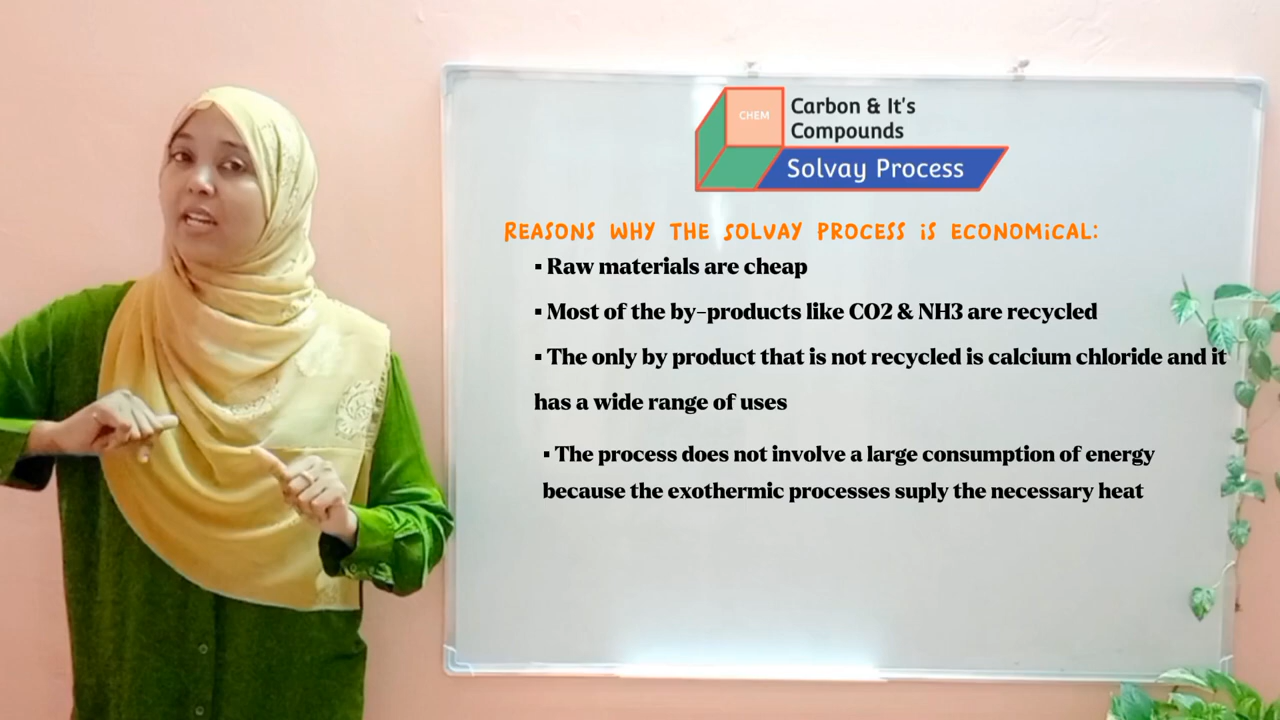 CHEM
Carbon & It's
Compounds
Solvay Process
REASONS WHY THE SOLVAY PROCESS iS ECONOMiCAL:
▪ Raw materials are cheap
▪ Most of the by-products like CO2 & NH3 are recycled
▪ The only by product that is not recycled is calcium chloride and it
has a wide range of uses
▪ The process does not involve a large consumption of energy
because the exothermic processes suply the necessary heat